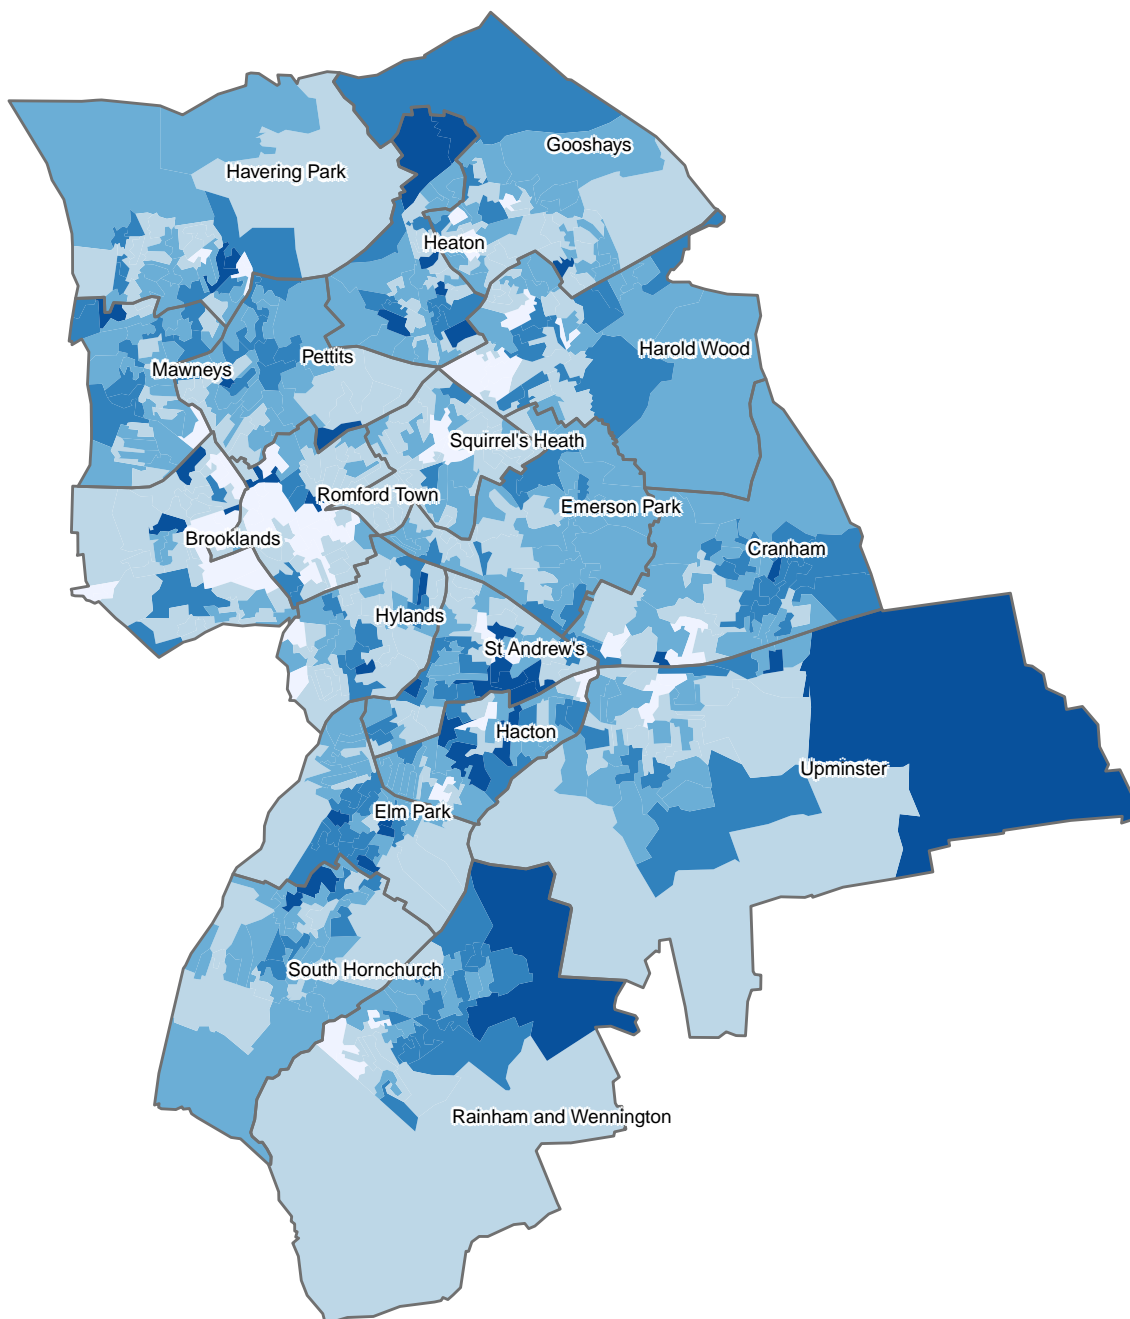 Gooshays
Havering Park
Heaton
Harold Wood
Pettits
Mawneys
Squirrel's Heath
Romford Town
Emerson Park
Brooklands
Cranham
Hylands
St Andrew's
Hacton
Upminster
Elm Park
South Hornchurch
Rainham and Wennington